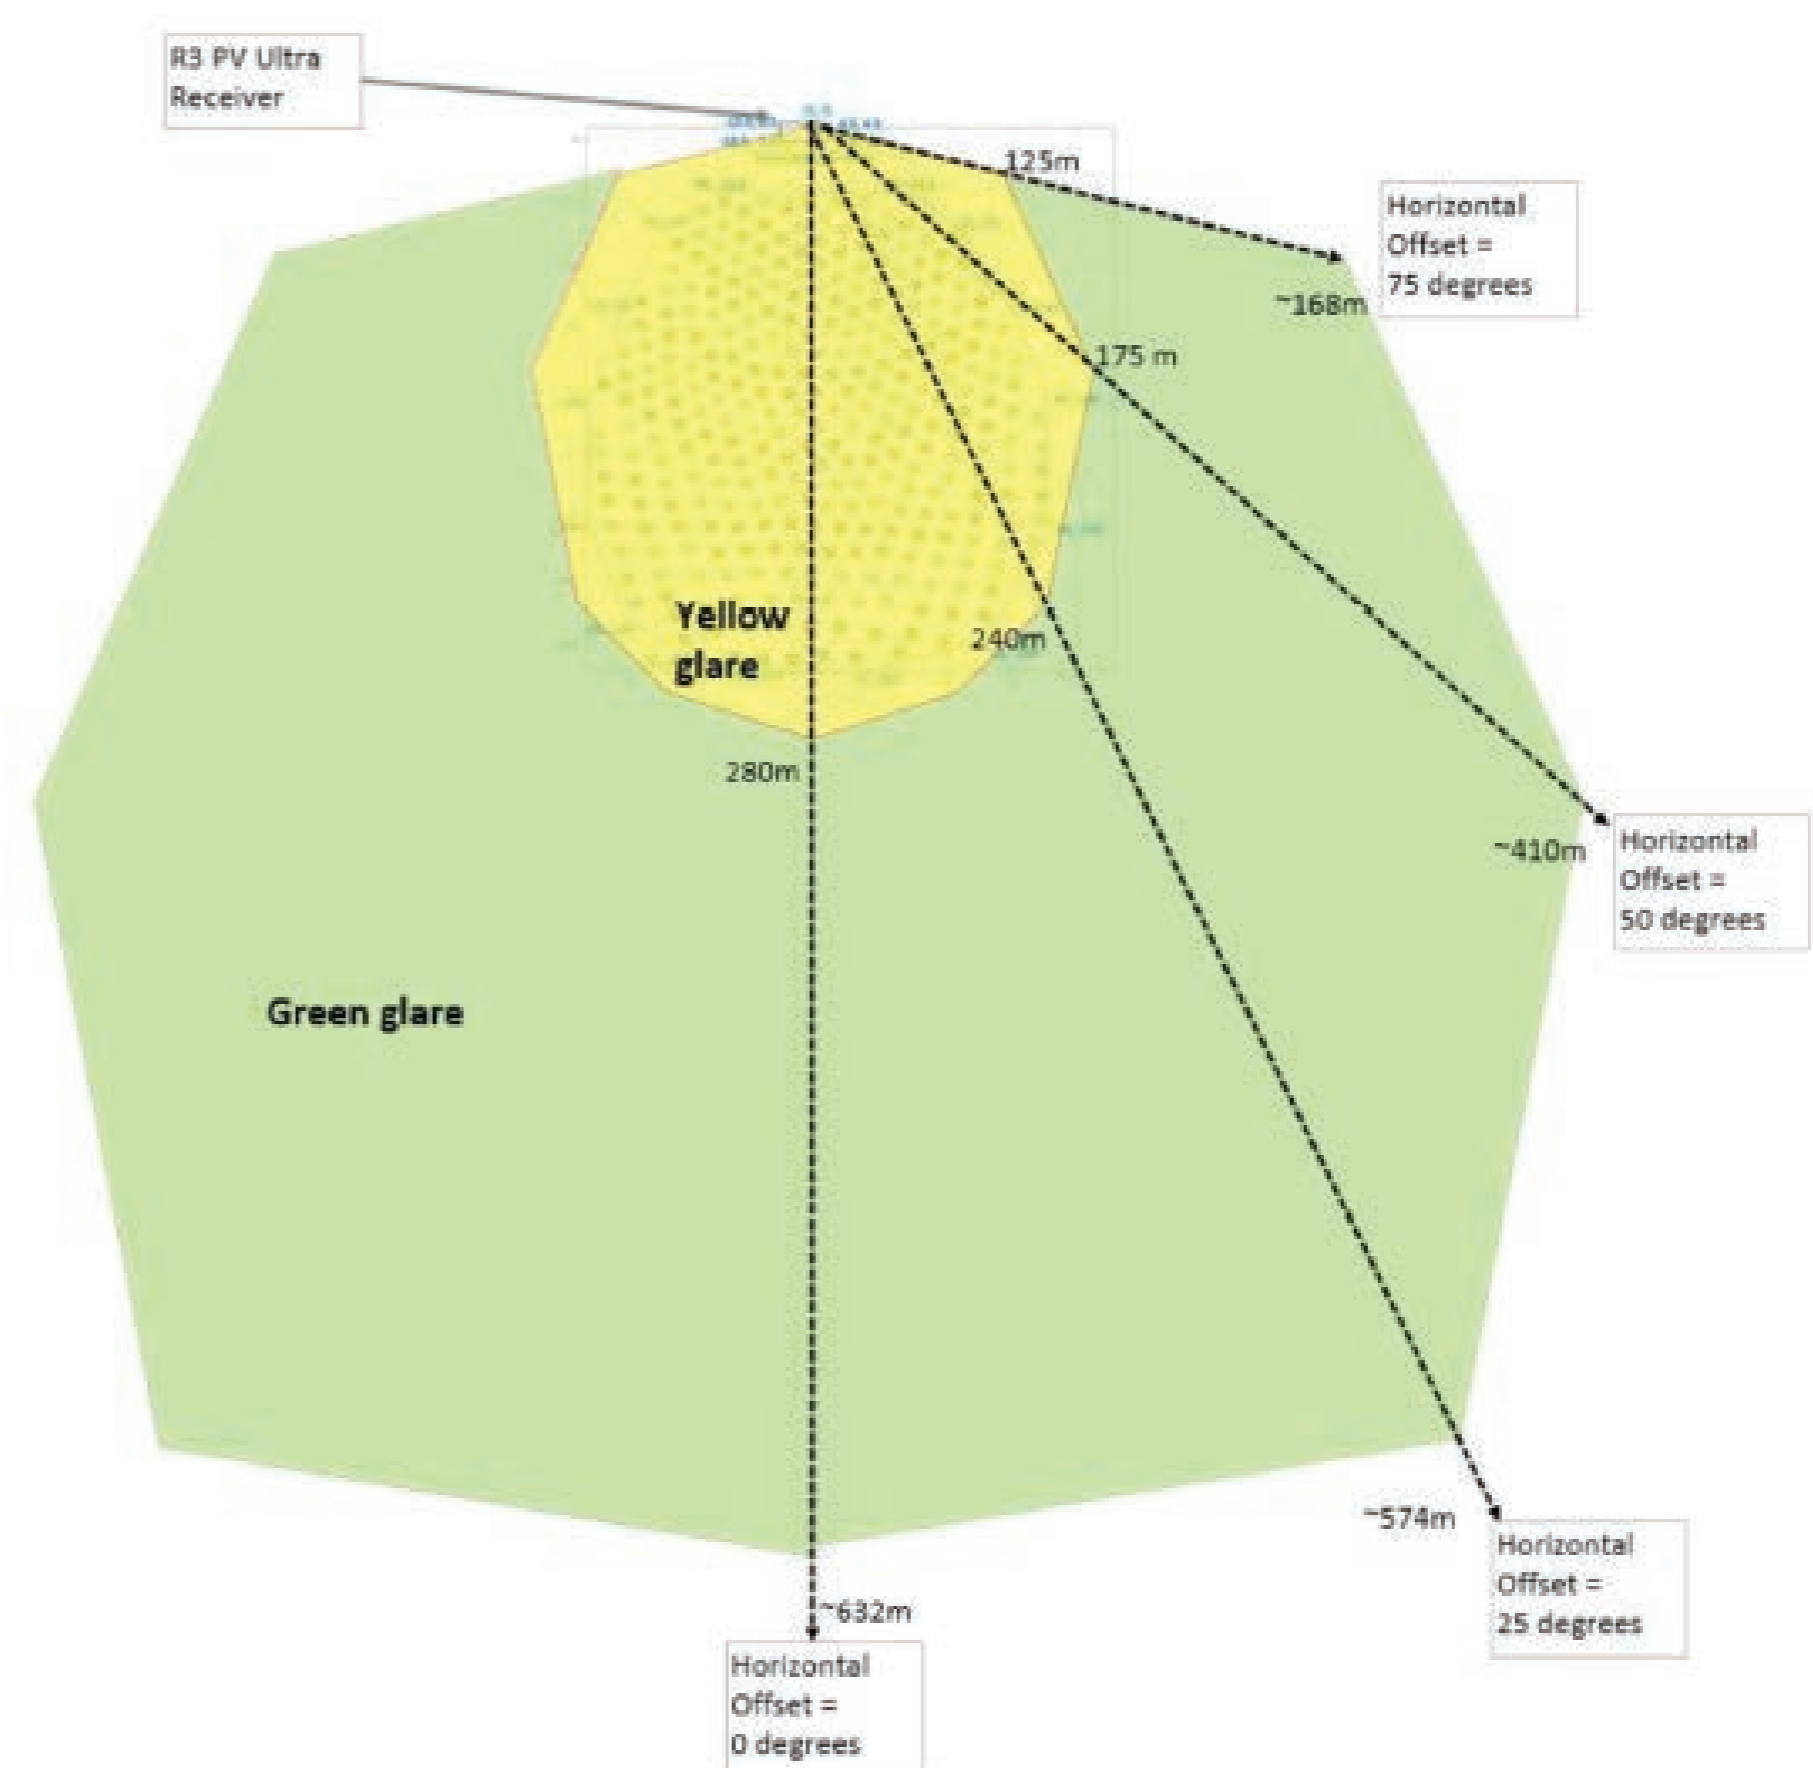 R3 PV Ultra
Receiver
125m
Horizontal
Offset =
75 degrees
~168m
175 m
Yellow
glare
240m
280m
~410m
Horizontal
Offset =
50 degrees
Green glare
~574m
Horizontal
Offset =
25 degrees
~632m
Horizontal
Offset =
0 degrees